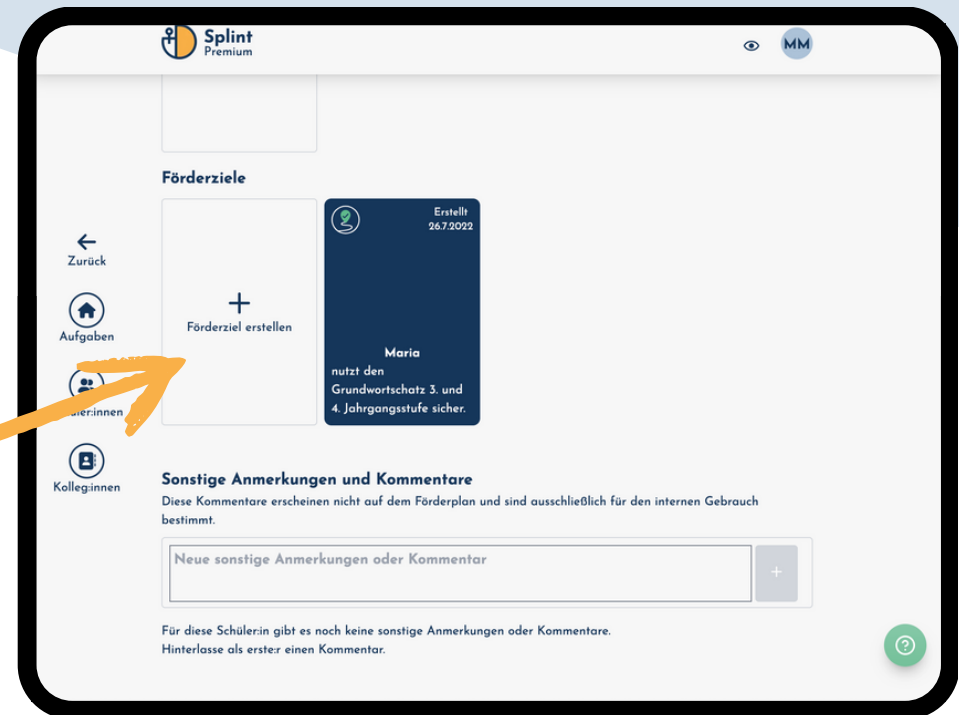 Splint
Premium
MM
Förderziele
Erstellt
26.7.2022
Zurück
Förderziel erstellen
Aufgaben
Maria
nutzt den
Grundwortschatz 3. und
4. Jahrgangsstufe sicher.
Kolleg:innen
Sonstige Anmerkungen und Kommentare
Diese Kommentare erscheinen nicht auf dem Förderplan und sind ausschließlich für den internen Gebrauch
bestimmt.
Neue sonstige Anmerkungen oder Kommentar
Für diese Schüler:in gibt es noch keine sonstige Anmerkungen oder Kommentare.
Hinterlasse als erste:r einen Kommentar.